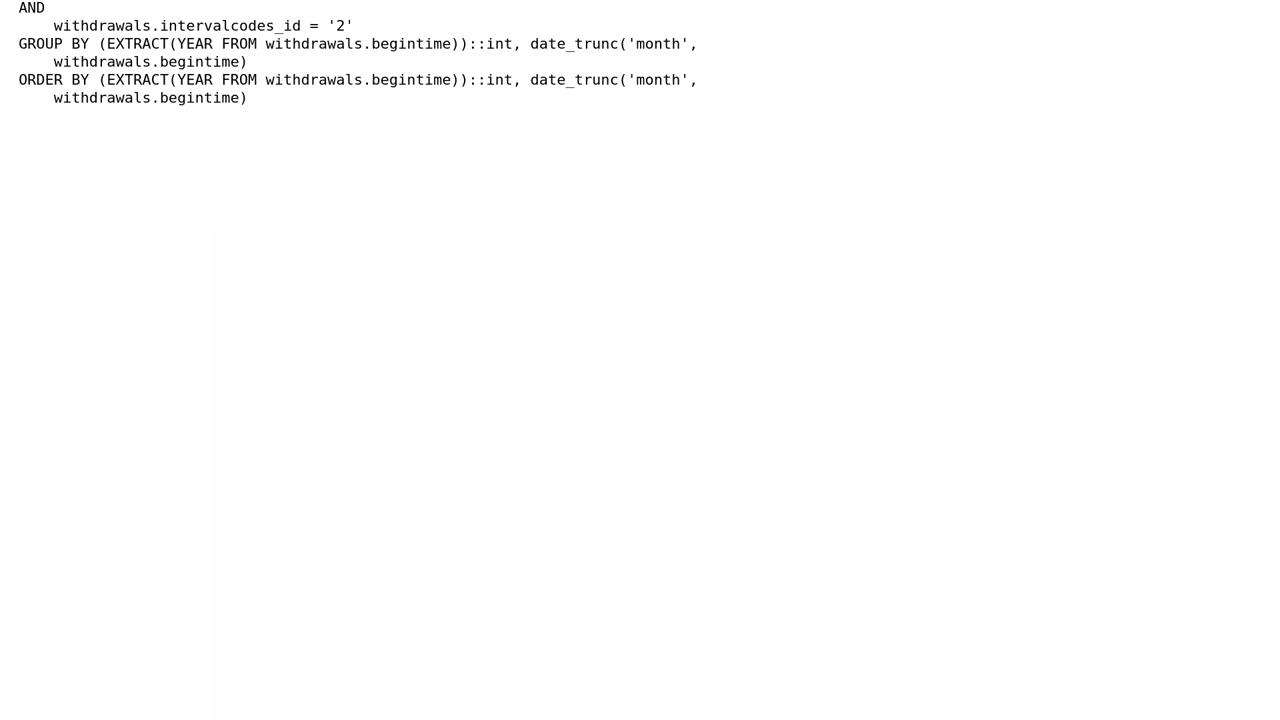 AND
    withdrawals.intervalcodes_id = '2'
GROUP BY (EXTRACT(YEAR FROM withdrawals.begintime))::int, date_trunc('month',
    withdrawals.begintime)
ORDER BY (EXTRACT(YEAR FROM withdrawals.begintime))::int, date_trunc('month',
    withdrawals.begintime)